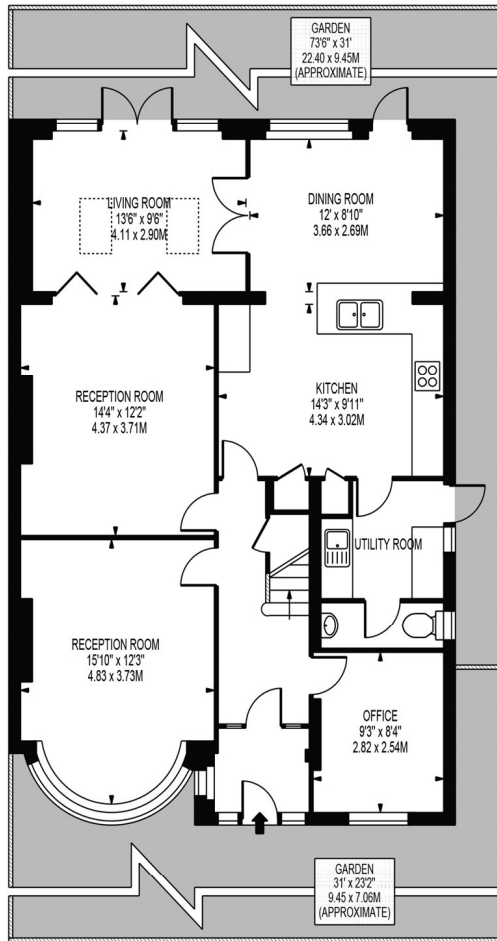 GARDEN
73'6" x 31'
22.40 x 9.45M
(APPROXIMATE)
LIVING ROOM
13'6" x 9'6"
4.11 x 2.90M
DINING ROOM
12' x 8'10"
3.66 x 2.69M
RECEPTION ROOM
14'4" x 12'2"
4.37 x 3.71M
KITCHEN
14'3" x 9'11"
4.34 x 3.02M
UTILITY ROOM
RECEPTION ROOM
15'10" x 12'3"
4.83 x 3.73M
OFFICE
9'3" x 8'4"
2.82 x 2.54M
GARDEN
31' x 23'2"
9.45 x 7.06M
(APPROXIMATE)